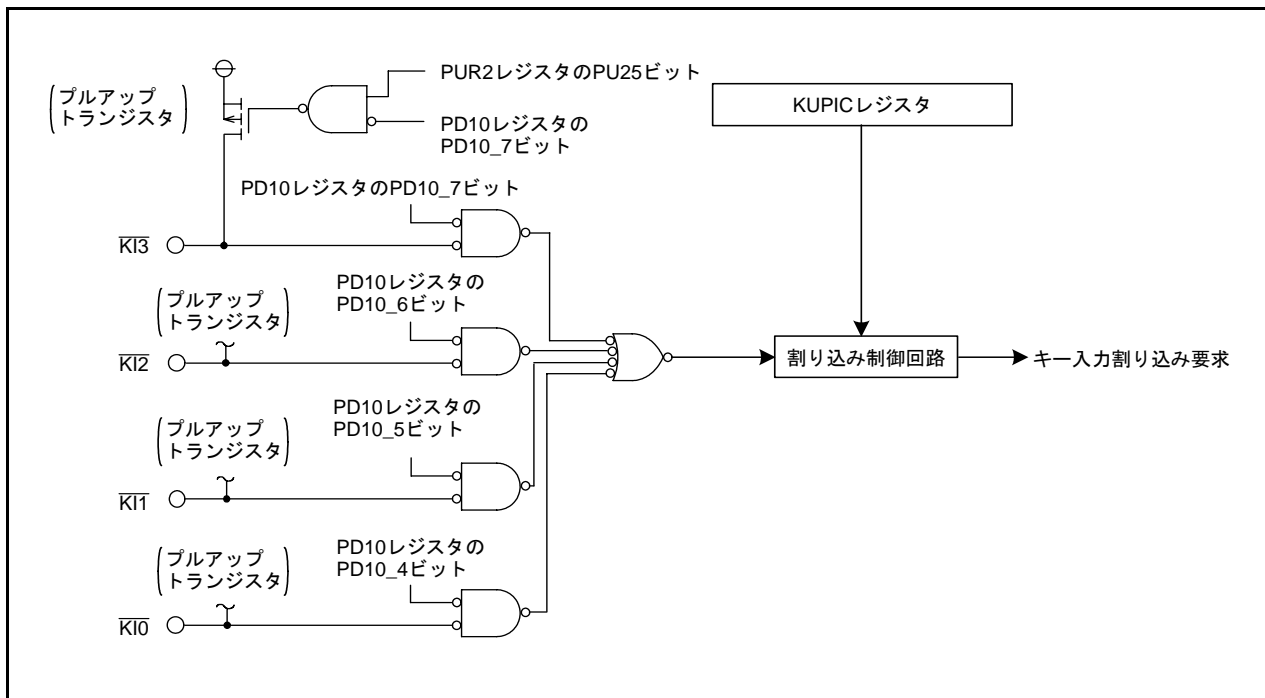 PUR2レジスタのPU25ビット
(プルアップ
トランジスタ)
PD10レジスタの
PD10_7ビット
KUPICレジスタ
PD10レジスタのPD10_7ビット
KI3
PD10レジスタの
PD10_6ビット
(プルアップ
トランジスタ)
KI2
割り込み制御回路
キー入力割り込み要求
PD10レジスタの
PD10_5ビット
(プルアップ
トランジスタ)
KI1
PD10レジスタの
PD10_4ビット
(プルアップ
トランジスタ)
KI0